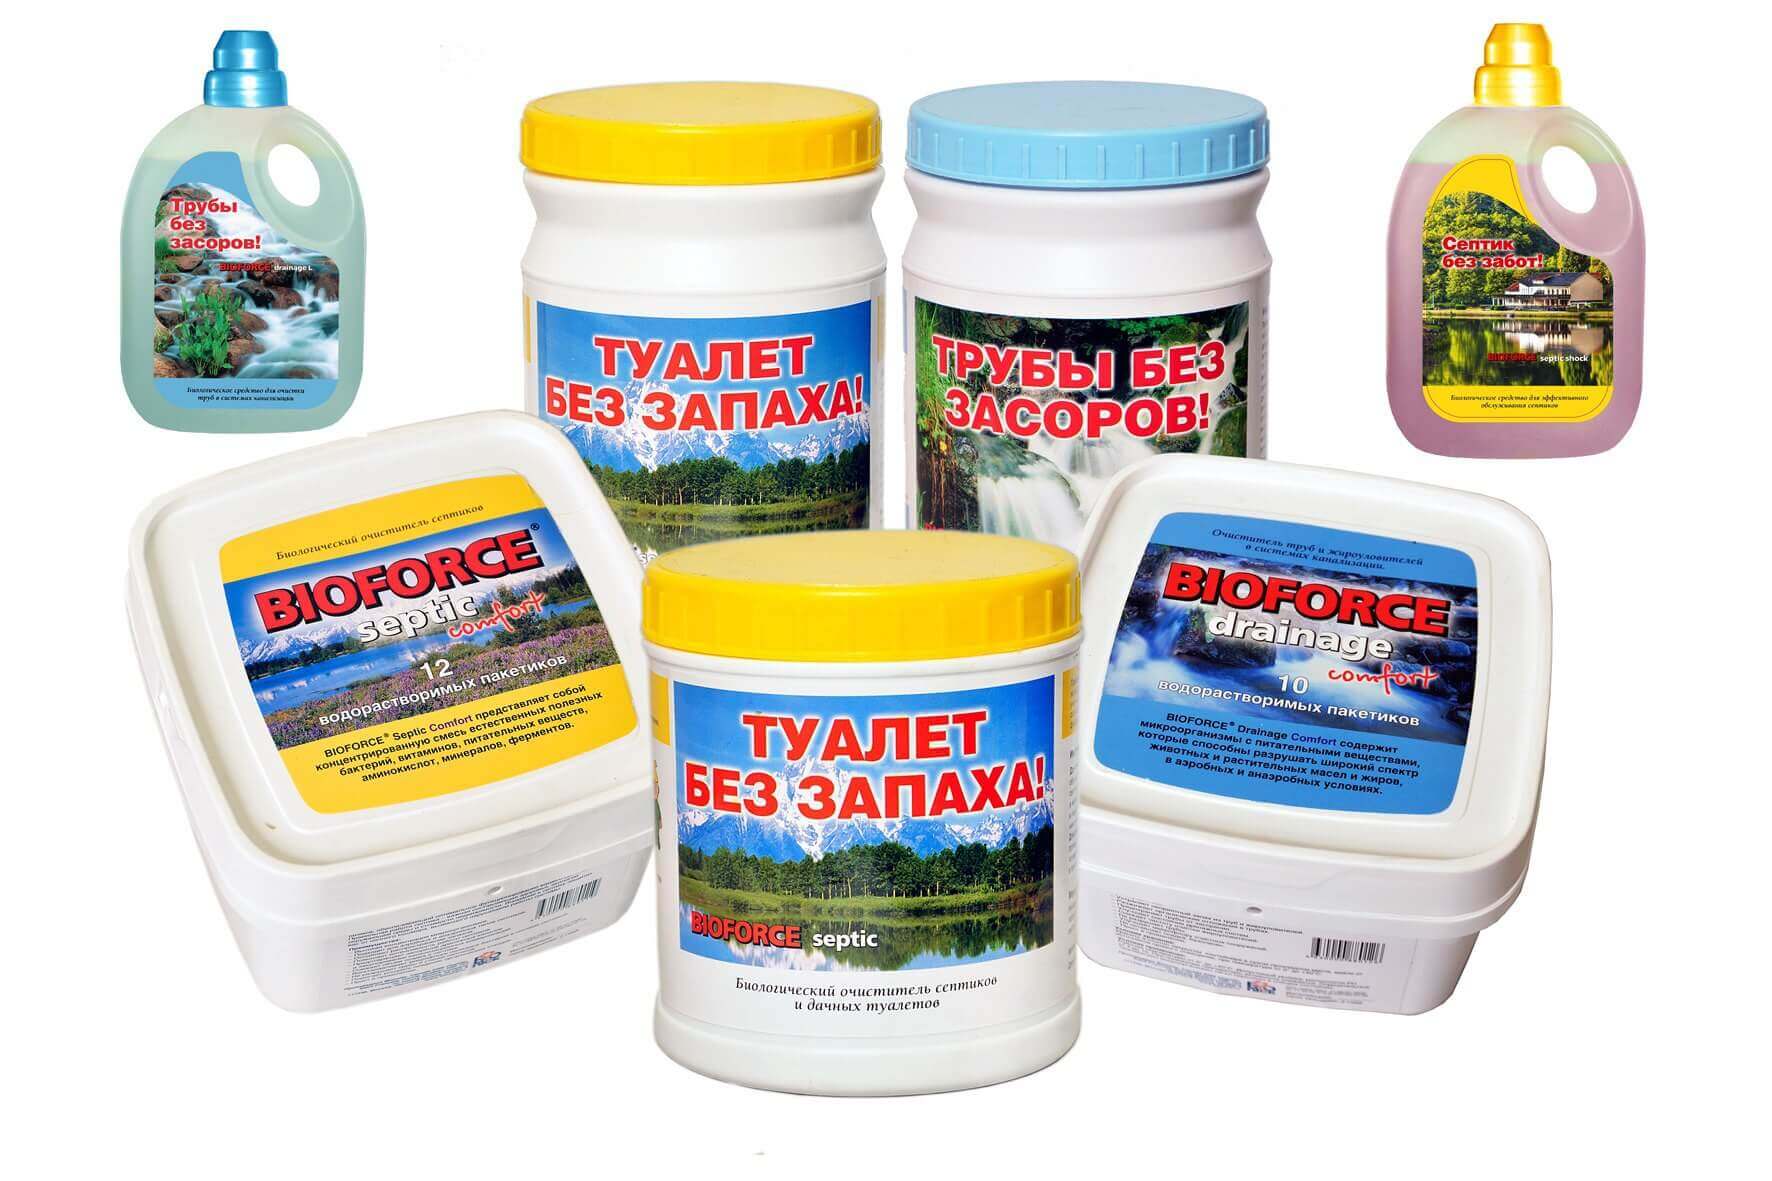 Трубы
без
засоров!
BIOFORCE drainage L
Биологическое средство для очистки
труб в системах канализации
ТУАЛЕТ
БЕЗ ЗАПАХА!
ТРУБЫ БЕЗ
ЗАСОРОВ!
Септик
без забот!
BIOFORCE septic shock
Биологическое средство для эффективного
обслуживания септиков
Биологический очиститель септиков
BIOFORCE®
septic
comfort
12
водорастворимых пакетиков
BIOFORCE® Septic Comfort представляет собой
концентрированную смесь естественных полезных
бактерий, витаминов, питательных веществ,
аминокислот, минералов, ферментов.
ТУАЛЕТ
БЕЗ ЗАПАХА!
BIOFORCE septic
Биологический очиститель септиков
и дачных туалетов
Очиститель труб и жироуловителей
в системах канализации.
BIOFORCE
drainage
comfort
10
водорастворимых пакетиков
BIOFORCE® Drainage Comfort содержит
микроорганизмы с питательными веществами,
которые способны разрушать широкий спектр
животных и растительных масел и жиров,
в аэробных и анаэробных условиях.